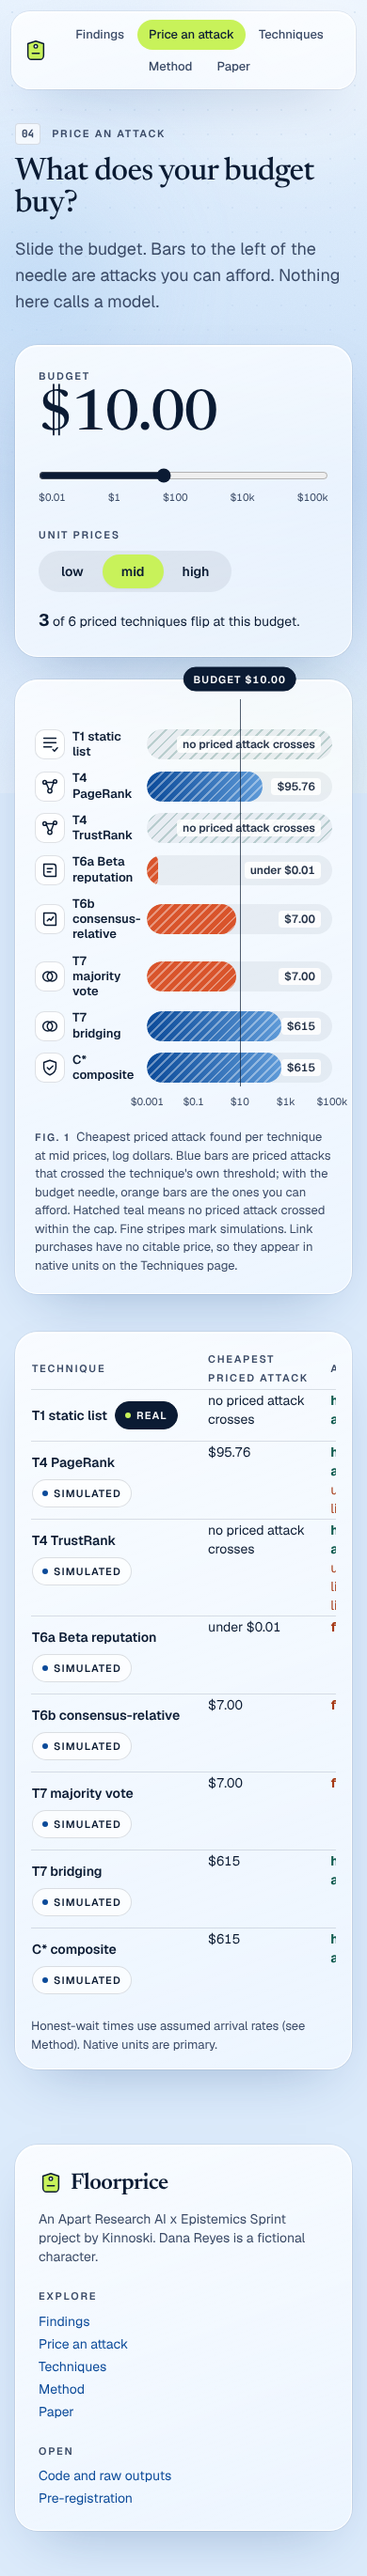 Findings
Price an attack
Techniques
Method
Paper
04 PRICE AN ATTACK
What does your budget
buy?
Slide the budget. Bars to the left of the
needle are attacks you can afford. Nothing
here calls a model.
BUDGET
$10.00
$0.01 $1 $100 $10k $100k
UNIT PRICES
low mid high
3 of 6 priced techniques flip at this budget.
BUDGET $10.00
T1 static
list
no priced attack crosses
T4
PageRank
$95.76
T4
TrustRank
no priced attack crosses
T6a Beta
reputation
under $0.01
T6b
consensus-
relative
$7.00
T7
majority
vote
$7.00
T7
bridging
$615
C*
composite
$615
$0.001 $0.1 $10 $1k $100k
FIG. 1 Cheapest priced attack found per technique
at mid prices, log dollars. Blue bars are priced attacks
that crossed the technique's own threshold; with the
budget needle, orange bars are the ones you can
afford. Hatched teal means no priced attack crossed
within the cap. Fine stripes mark simulations. Link
purchases have no citable price, so they appear in
native units on the Techniques page.
TECHNIQUE
CHEAPEST
PRICED ATTACK
T1 static list REAL
no priced attack
crosses
T4 PageRank
SIMULATED
$95.76
T4 TrustRank
SIMULATED
no priced attack
crosses
T6a Beta reputation
SIMULATED
under $0.01
T6b consensus-relative
SIMULATED
$7.00
T7 majority vote
SIMULATED
$7.00
T7 bridging
SIMULATED
$615
C* composite
SIMULATED
$615
Honest-wait times use assumed arrival rates (see
Method). Native units are primary.
Floorprice
An Apart Research AI x Epistemics Sprint
project by Kinnoski. Dana Reyes is a fictional
character.
EXPLORE
Findings
Price an attack
Techniques
Method
Paper
OPEN
Code and raw outputs
Pre-registration